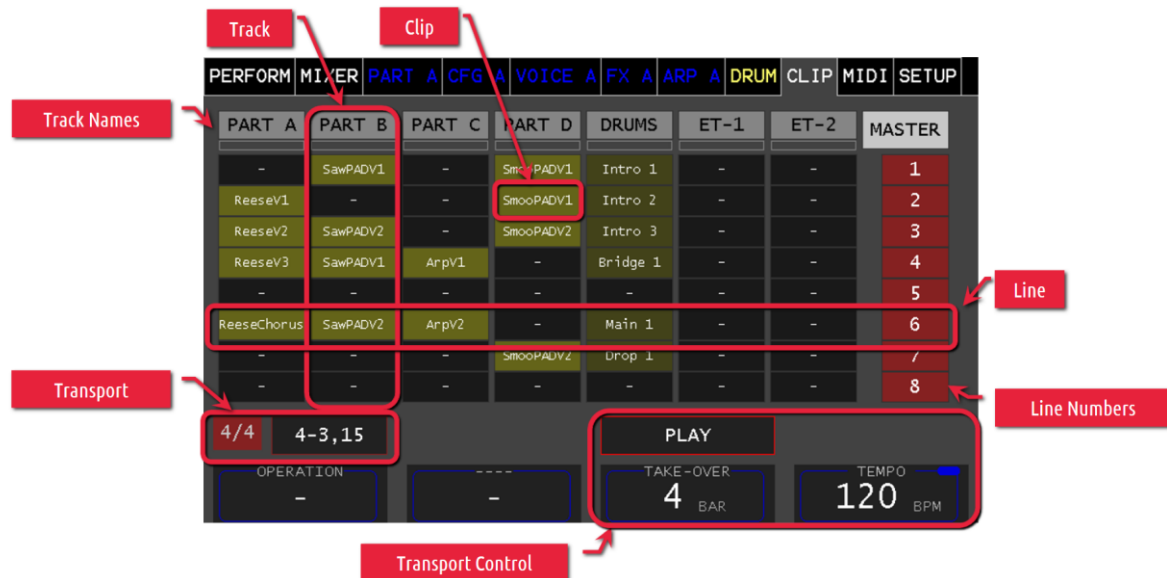 Track
Clip
PERFORM MIXER PART A CFG A VOICE A FX A ARP A DRUM CLIP MIDI SETUP
Track Names
PART A PART B PART C PART D DRUMS ET-1 ET-2 MASTER
- SawPADV1 - SmooPADV1 Intro 1 - - 1
ReeseV1 - - SmooPADV1 Intro 2 - - 2
ReeseV2 SawPADV2 - SmooPADV2 Intro 3 - - 3
ReeseV3 SawPADV1 ArpV1 - Bridge 1 - - 4
- - - - - - - 5
Line
ReeseChorus SawPADV2 ArpV2 - Main 1 - - 6
- - - SmooPADV2 Drop 1 - - 7
- - - - - - - 8
Transport
Line Numbers
4/4 4-3,15 PLAY
OPERATION ---- TAKE-OVER TEMPO
- - 4 BAR 120 BPM
Transport Control